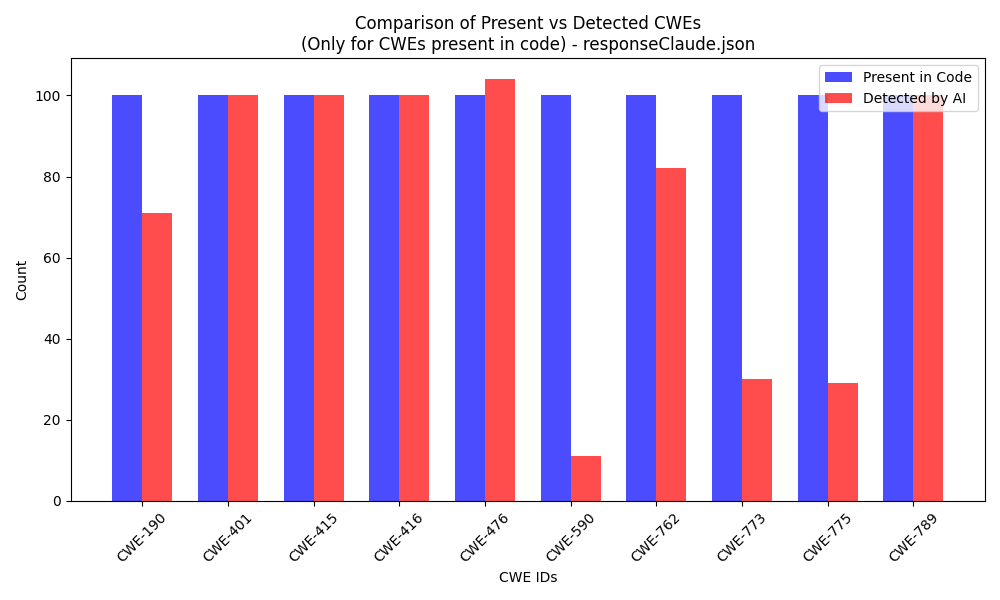 Comparison of Present vs Detected CWEs
(Only for CWEs present in code) - responseClaude.json
Present in Code
Detected by AI
Count
100
80
60
40
20
0
CWE-190
CWE-401
CWE-415
CWE-416
CWE-476
CWE-590
CWE-762
CWE-773
CWE-775
CWE-789
CWE IDs